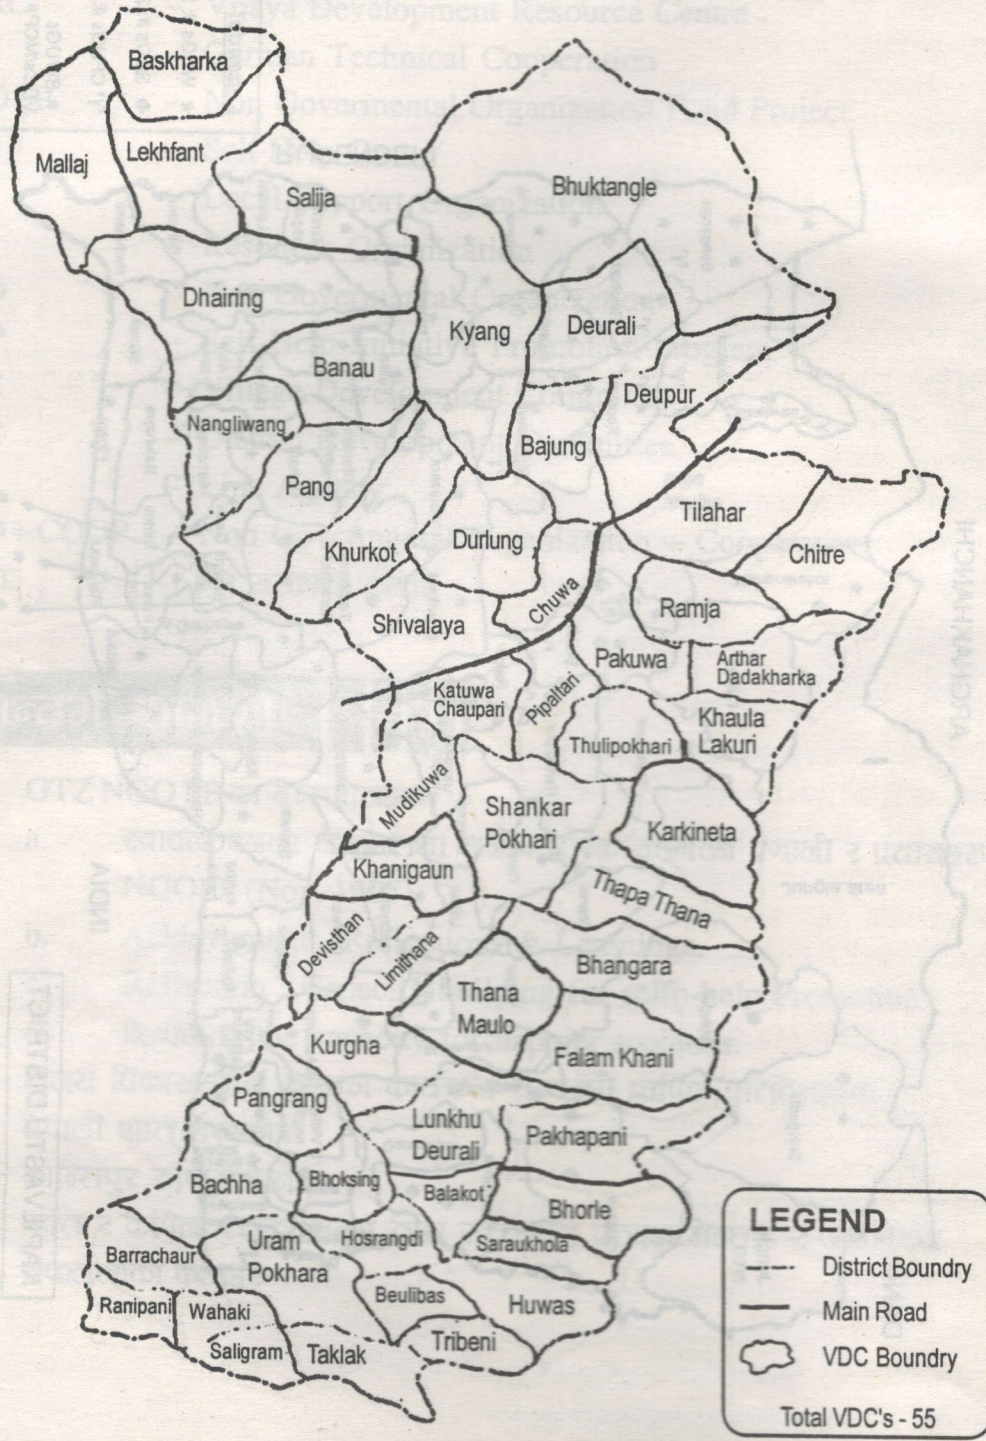 Baskharka
Mallaj
Lekhfant
Salija
Bhuktangle
Dhairing
Kyang
Deurali
Banau
Deupur
Nangliwang
Bajung
Pang
Tilahar
Khurkot
Durlung
Chitre
Chuwa
Ramja
Shivalaya
Pakuwa
Arthar
Dadakharka
Katuwa
Chaupari
Pipaltari
Khaula
Lakuri
Thulipokhari
Mudikuwa
Shankar
Pokhari
Karkineta
Khanigaun
Thapa Thana
Devisthan
Limithana
Bhangara
Thana
Maulo
Kurgha
Falam Khani
Pangrang
Lunkhu
Deurali
Pakhapani
Bachha
Bhoksing
Balakot
Bhorle
Uram
Pokhara
Hosrangdi
Saraukhola
Barrachaur
Beulibas
Huwas
Ranipani
Wahaki
Saligram
Taklak
Tribeni
LEGEND
District Boundry
Main Road
VDC Boundry
Total VDC's - 55